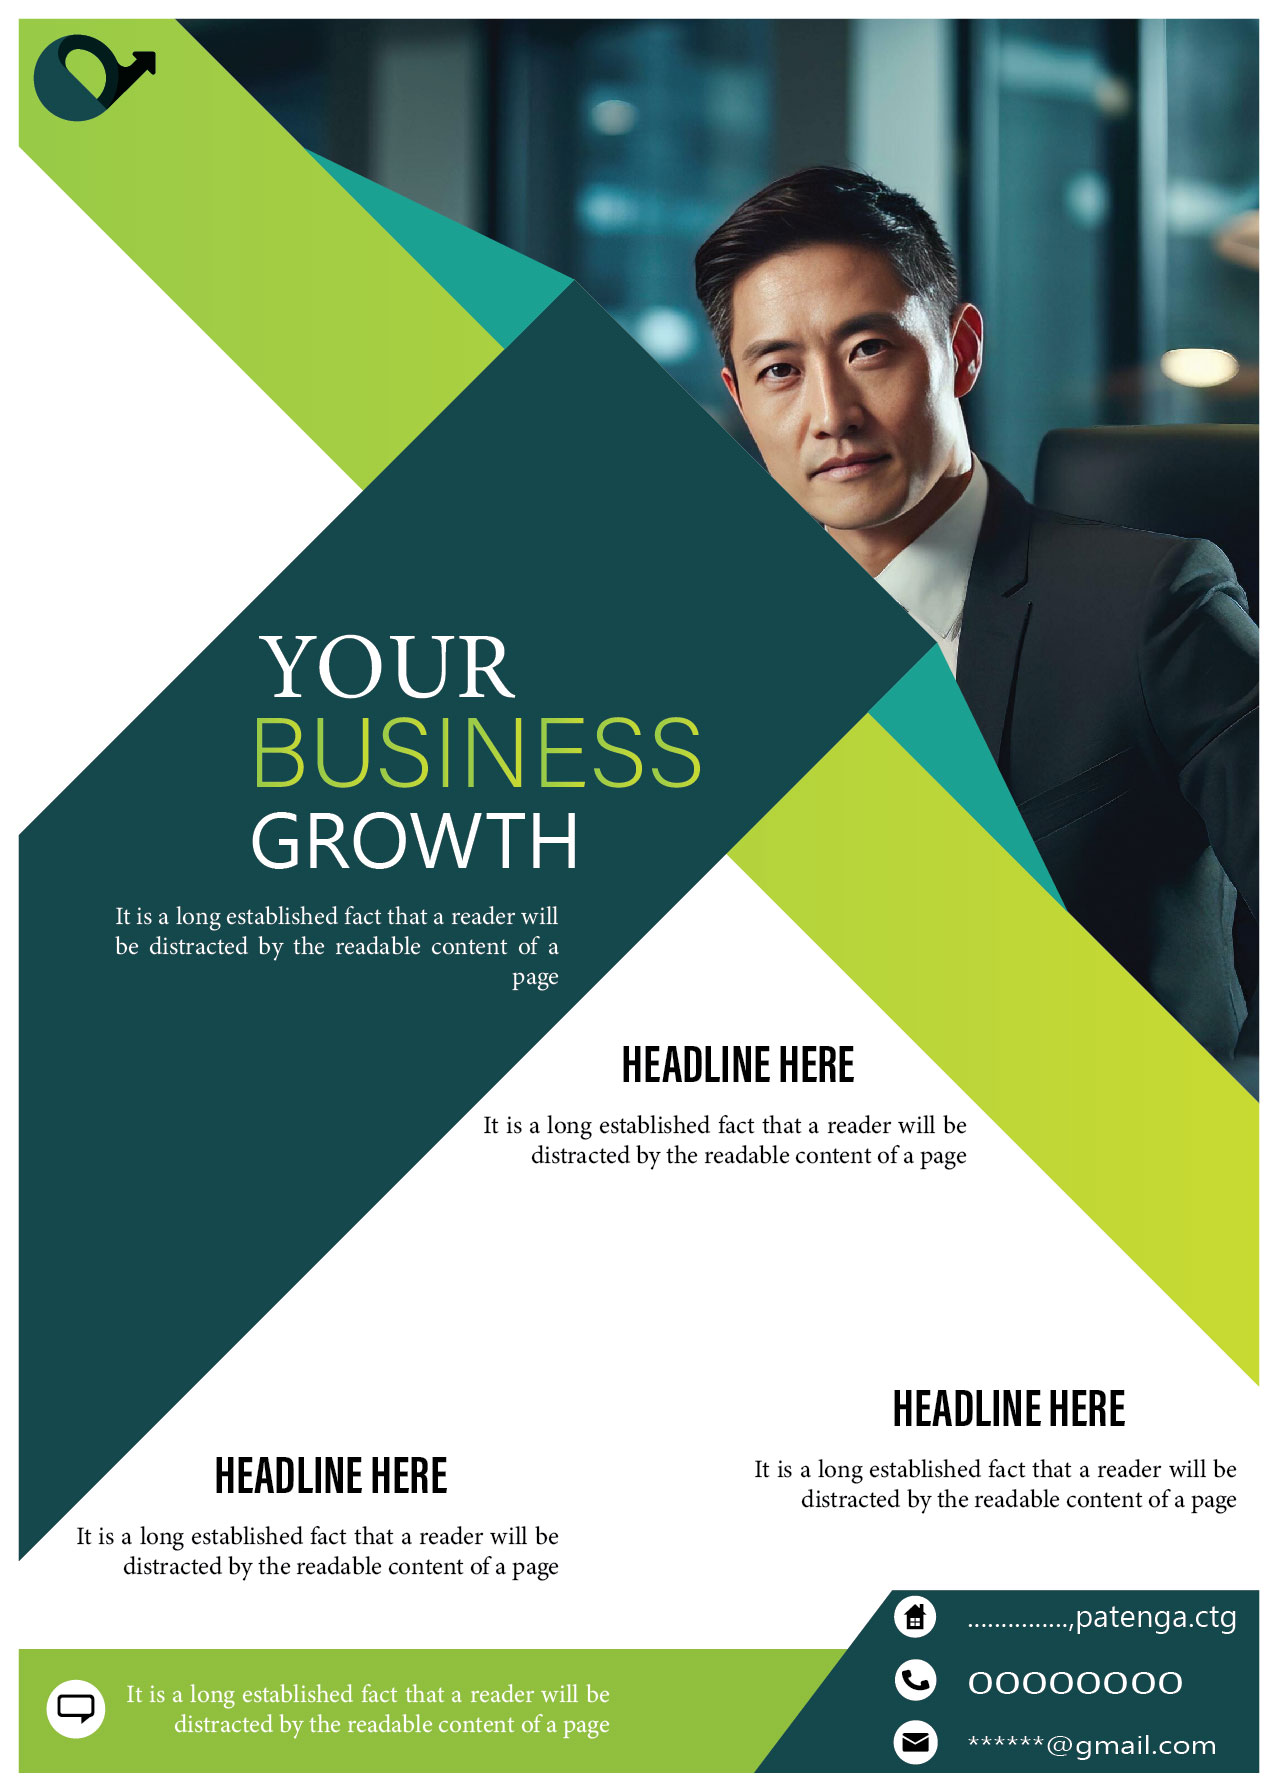 YOUR
BUSINESS
GROWTH
It is a long established fact that a reader will
be distracted by the readable content of a
page
HEADLINE HERE
It is a long established fact that a reader will be
distracted by the readable content of a page
HEADLINE HERE
It is a long established fact that a reader will be
distracted by the readable content of a page
HEADLINE HERE
It is a long established fact that a reader will be
distracted by the readable content of a page
It is a long established fact that a reader will be
distracted by the readable content of a page
...............,patenga.ctg
OOOOOOOO
******@gmail.com